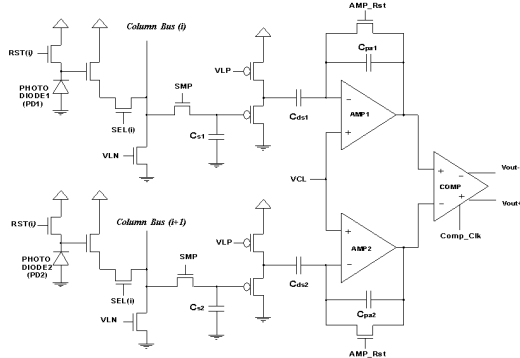 AMP_Rst
Column Bus (i)
RST(i)
VLP
Cpa1
SMP
PHOTO
DIODE1
(PD1)
Cds1
AMP1
SEL(i)
Cs1
VLN
VCL
COMP
Vout-
Vout+
Comp_Clk
Column Bus (i+1)
RST(i)
VLP
AMP2
SMP
PHOTO
DIODE2
(PD2)
Cds2
SEL(i)
Cs2
Cpa2
VLN
AMP_Rst